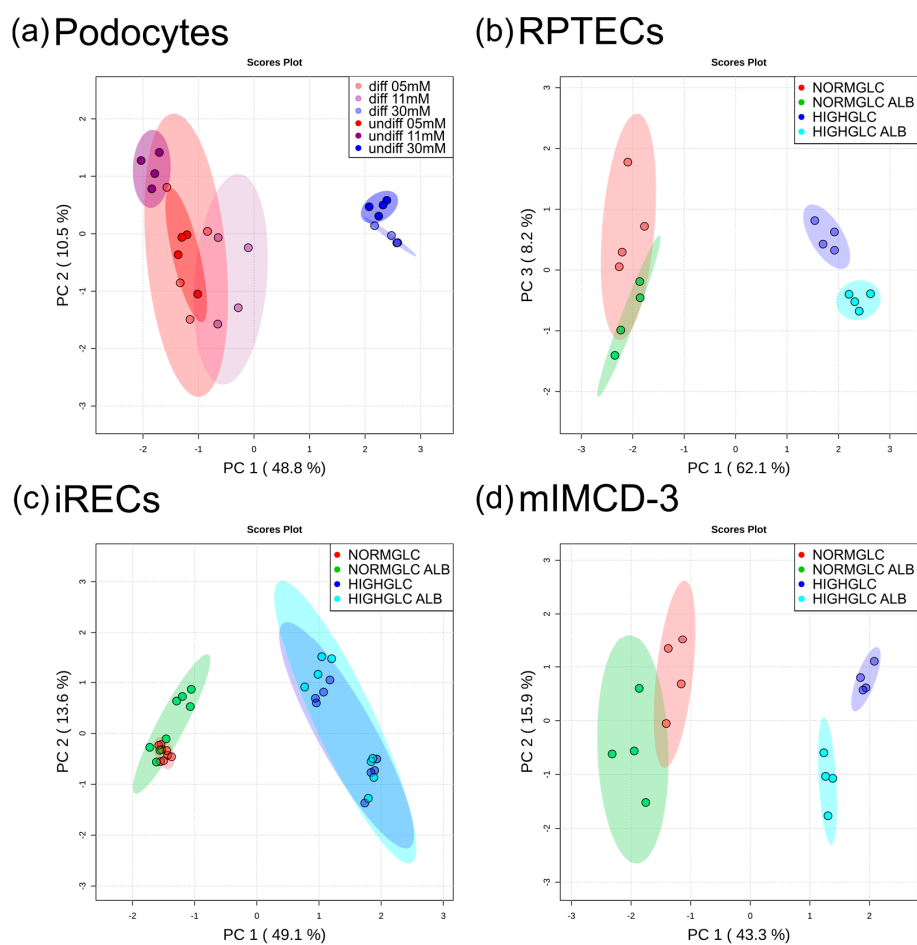 (a) Podocytes
Scores Plot
diff 05mM
diff 11mM
diff 30mM
undiff 05mM
undiff 11mM
undiff 30mM
PC 2 ( 10.5 %)
2
1
0
-1
-2
-3
-2 -1 0 1 2 3
PC 1 ( 48.8 %)
(b) RPTECs
Scores Plot
NORMGLC
NORMGLC ALB
HIGHGLC
HIGHGLC ALB
PC 3 ( 8.2 %)
3
2
1
0
-1
-2
-3 -2 -1 0 1 2 3
PC 1 ( 62.1 %)
(c) iRECs
Scores Plot
NORMGLC
NORMGLC ALB
HIGHGLC
HIGHGLC ALB
PC 2 ( 13.6 %)
3
2
1
0
-1
-2
-3
-2 -1 0 1 2 3
PC 1 ( 49.1 %)
(d) mIMCD-3
Scores Plot
NORMGLC
NORMGLC ALB
HIGHGLC
HIGHGLC ALB
PC 2 ( 15.9 %)
3
2
1
0
-1
-2
-3
-3 -2 -1 0 1 2
PC 1 ( 43.3 %)